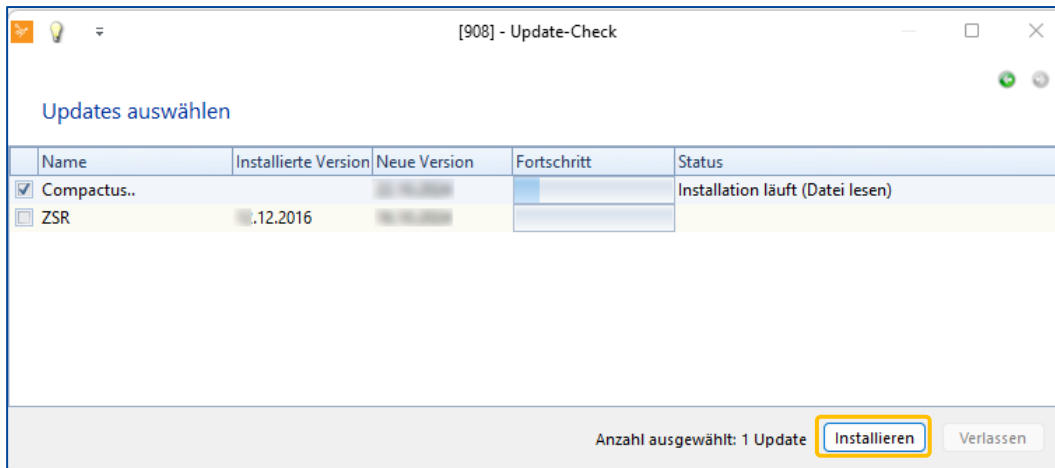 [908] - Update-Check
Updates auswählen
Name Installierte Version Neue Version Fortschritt Status
Compactus.. Installation läuft (Datei lesen)
ZSR .12.2016
Anzahl ausgewählt: 1 Update Installieren Verlassen